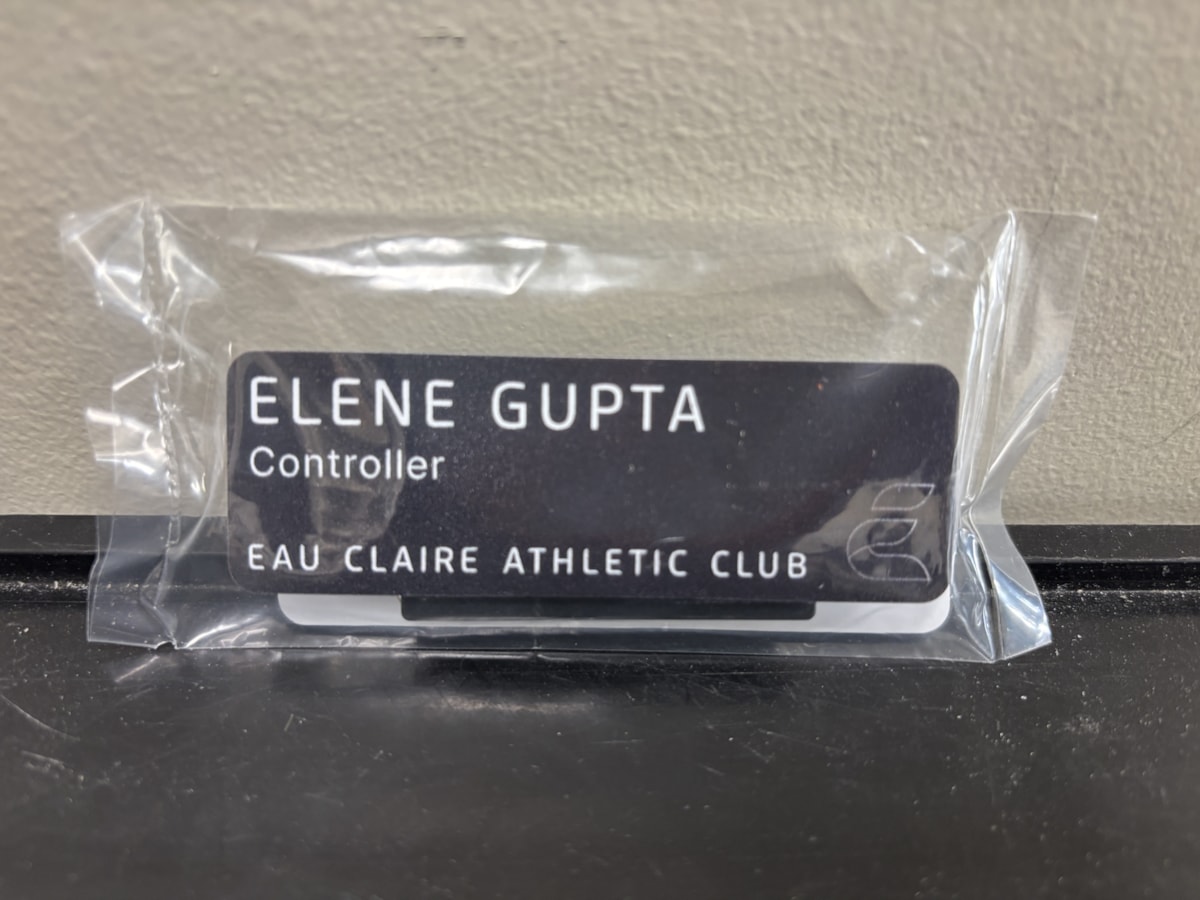 ELENE GUPTA
Controller
EAU CLAIRE ATHLETIC CLUB